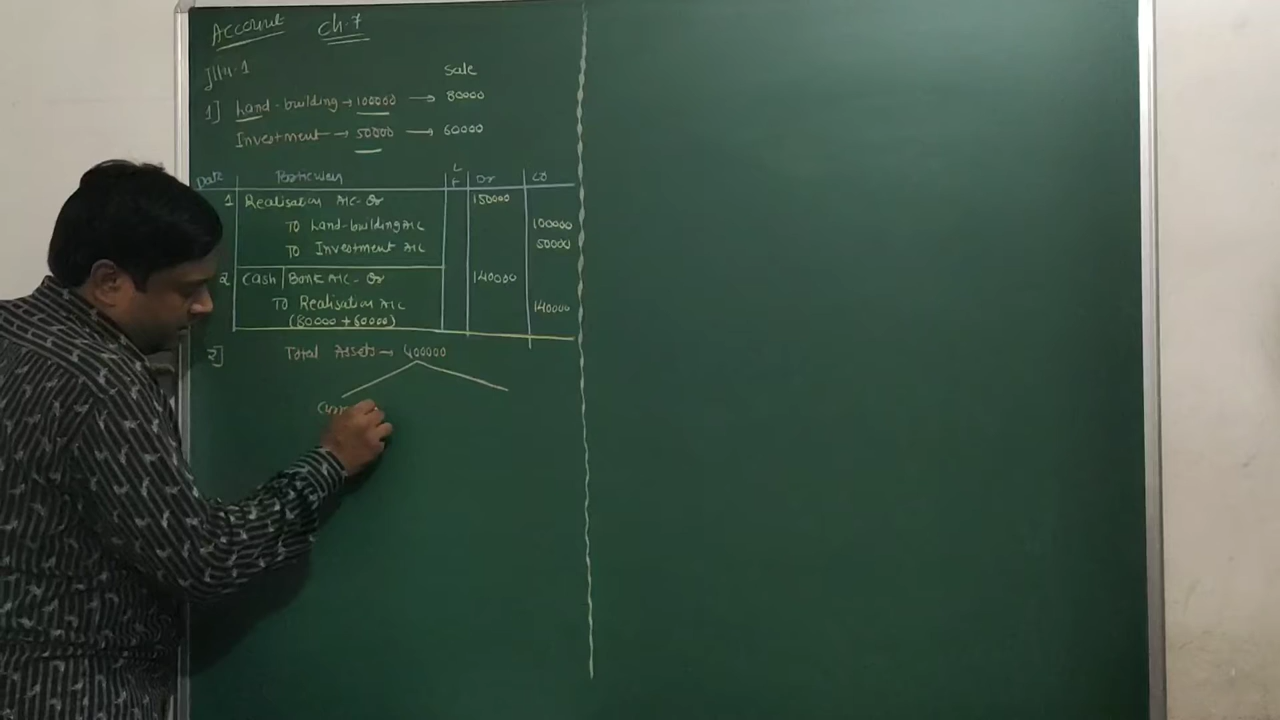 Account Ch.7
Illu.1
Sale
1] Land-building → 100000 → 80000
Investment → 50000 → 60000
Date Particulars L F Dr Cr
1 Realisation A/C - Dr 150000
To Land-building A/C 100000
To Investment A/C 50000
2 Cash | Bank A/C - Dr 140000
To Realisation A/C 140000
(80000 + 60000)
2] Total Assets → 400000
Curr